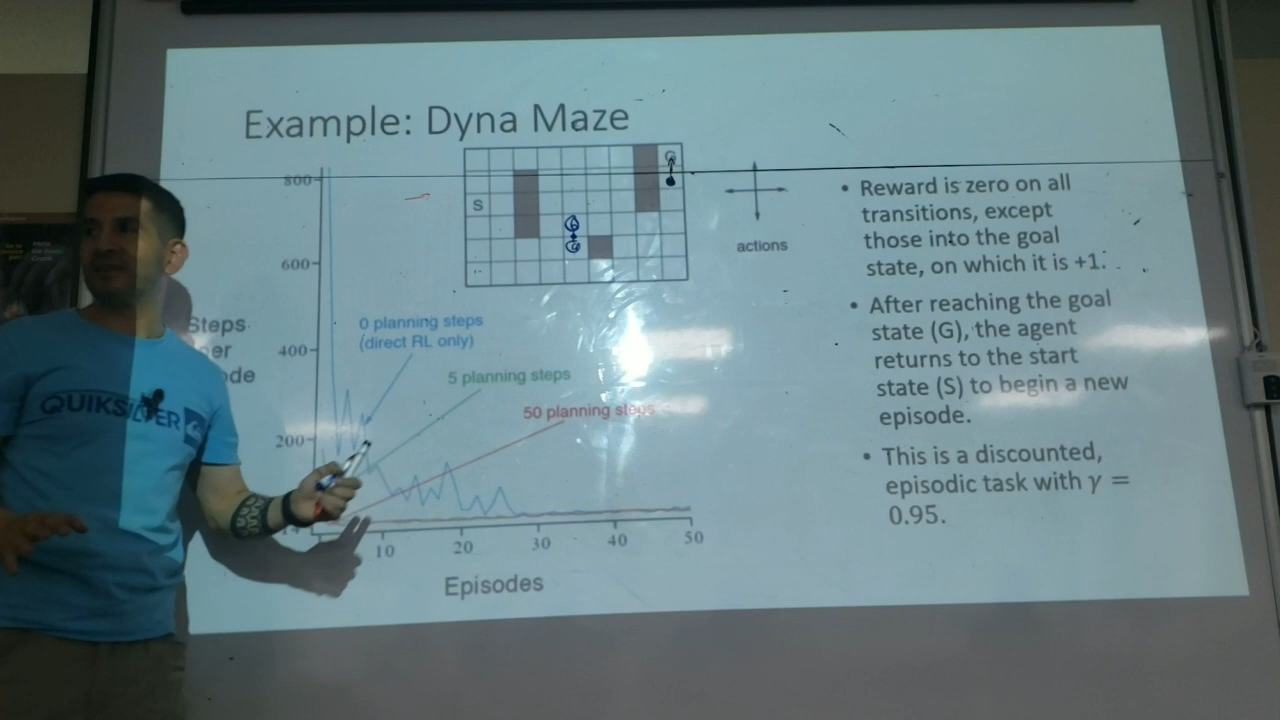 Example: Dyna Maze
800
600
400
200
Steps
ode
0 planning steps
(direct RL only)
5 planning steps
50 planning steps
10
20
30
40
50
Episodes
S
G
G
G
actions
• Reward is zero on all
transitions, except
those into the goal
state, on which it is +1.
• After reaching the goal
state (G), the agent
returns to the start
state (S) to begin a new
episode.
• This is a discounted,
episodic task with γ =
0.95.
QUIKSILVER